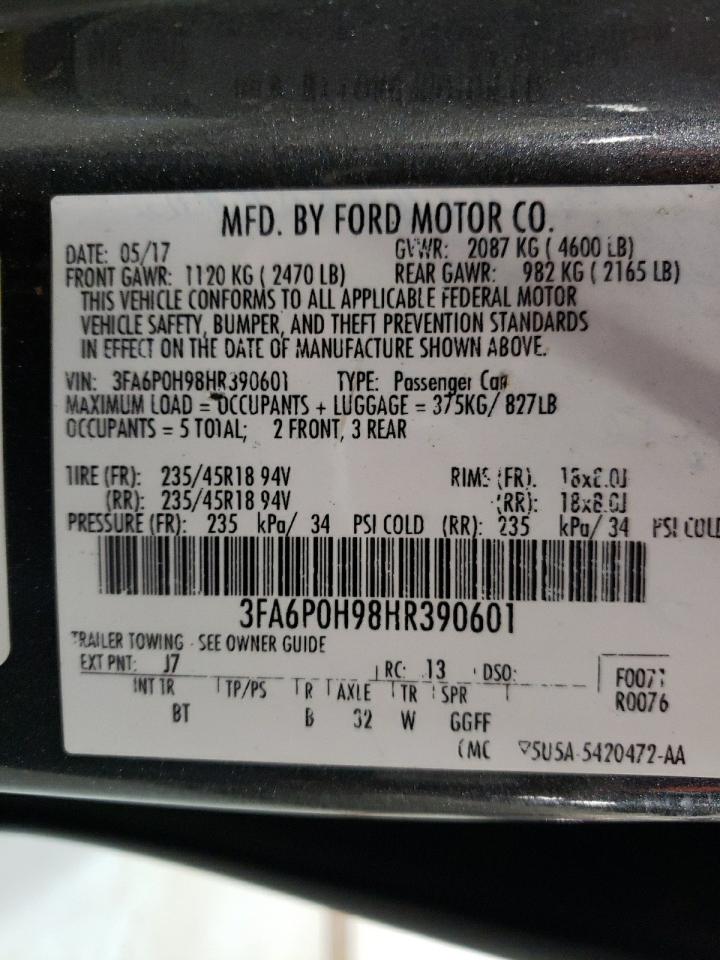 MFD. BY FORD MOTOR CO.
DATE: 05/17 GVWR: 2087 KG ( 4600 LB)
FRONT GAWR: 1120 KG ( 2470 LB) REAR GAWR: 982 KG ( 2165 LB)
THIS VEHICLE CONFORMS TO ALL APPLICABLE FEDERAL MOTOR
VEHICLE SAFETY, BUMPER, AND THEFT PREVENTION STANDARDS
IN EFFECT ON THE DATE OF MANUFACTURE SHOWN ABOVE.
VIN: 3FA6P0H98HR390601 TYPE: Passenger Car
MAXIMUM LOAD = OCCUPANTS + LUGGAGE = 375KG/ 827LB
OCCUPANTS = 5 TOTAL; 2 FRONT, 3 REAR
TIRE (FR): 235/45R18 94V RIMS (FR):
(RR): 235/45R18 94V (RR): 18x8.0J
PRESSURE (FR): 235 kPa/ 34 PSI COLD (RR): 235 kPa/ 34 PSI COLD
3FA6P0H98HR390601
TRAILER TOWING - SEE OWNER GUIDE
EXT PNT: J7 RC: 13 DSO: F0071
INT TR TP/PS R AXLE TR SPR R0076
BT B 32 W GGFF
5U5A-5420472-AA